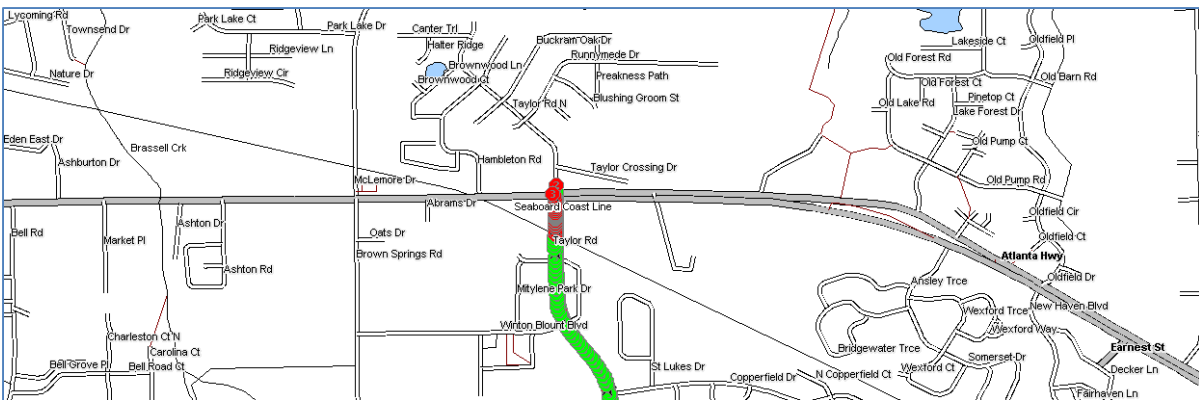 Lycoming Rd
Townsend Dr
Nature Dr
Park Lake Ct
Park Lake Dr
Ridgeview Ln
Ridgeview Cir
Canter Trl
Halter Ridge
Brownwood Ln
Brownwood Ct
Buckram Oak Dr
Runnymede Dr
Preakness Path
Blushing Groom St
Taylor Rd N
Lakeside Ct
Oldfield Pl
Old Forest Rd
Old Barn Rd
Old Forest Ct
Old Lake Rd
Pinetop Ct
Lake Forest Dr
Old Pump Ct
Old Pump Rd
Eden East Dr
Ashburton Dr
Brassell Crk
McLemore Dr
Hambleton Rd
Taylor Crossing Dr
2
Abrams Dr
Seaboard Coast Line
Oldfield Cir
Oldfield Ct
Bell Rd
Market Pl
Ashton Dr
Ashton Rd
Oats Dr
Brown Springs Rd
Taylor Rd
Atlanta Hwy
Oldfield Dr
Mitylene Park Dr
Ansley Trce
Wexford Trce
New Haven Blvd
Wexford Way
Winton Blount Blvd
Charleston Ct N
Carolina Ct
Bell Grove Pl
Bell Road Ct
Bridgewater Trce
Earnest St
St Lukes Dr
Copperfield Dr
N Copperfield Ct
Wexford Ct
Somerset Dr
Decker Ln
Fairhaven Ln